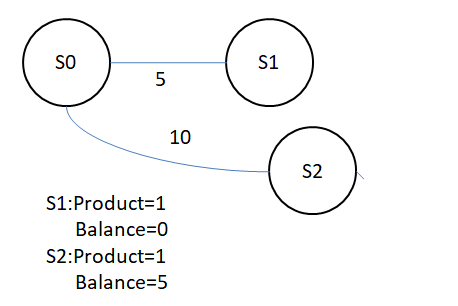 S0
S1
5
10
S2
S1:Product=1
Balance=0
S2:Product=1
Balance=5